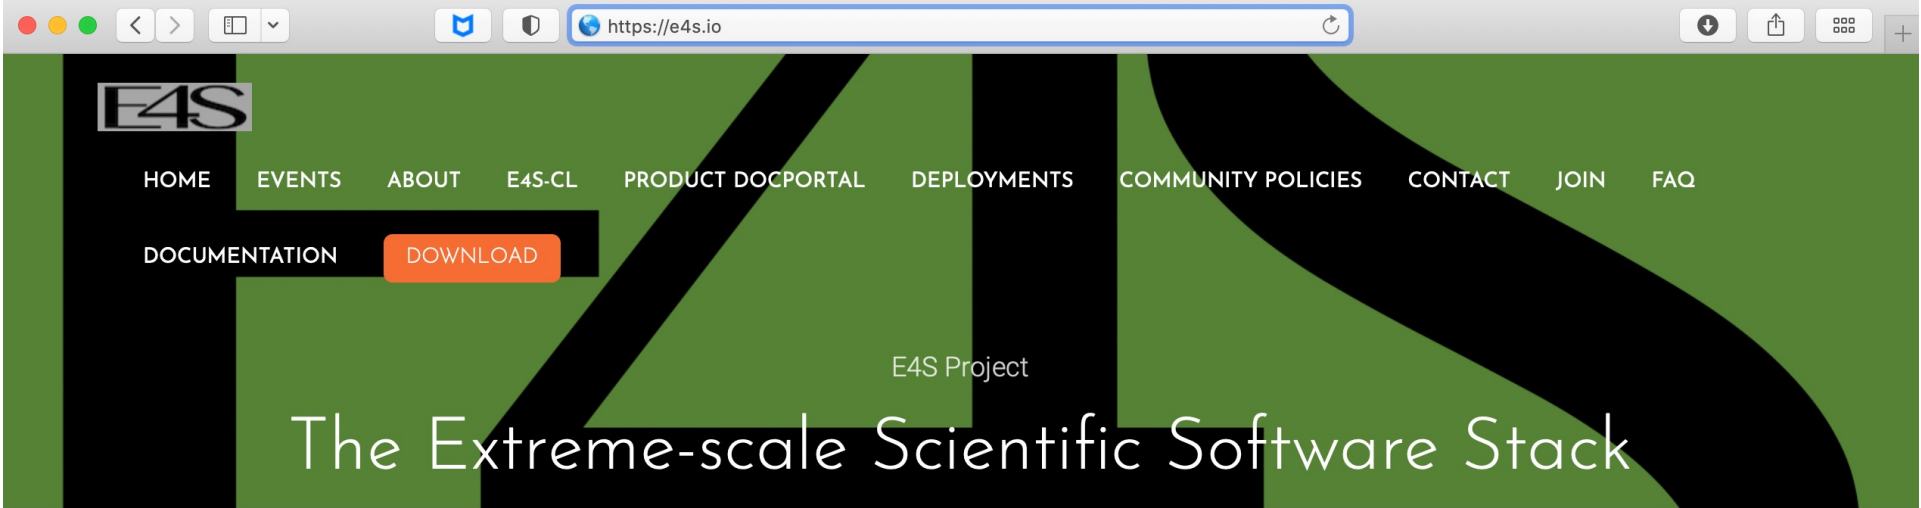 https://e4s.io
E4S
HOME EVENTS ABOUT E4S-CL PRODUCT DOCPORTAL DEPLOYMENTS COMMUNITY POLICIES CONTACT JOIN FAQ
DOCUMENTATION DOWNLOAD
E4S Project
The Extreme-scale Scientific Software Stack